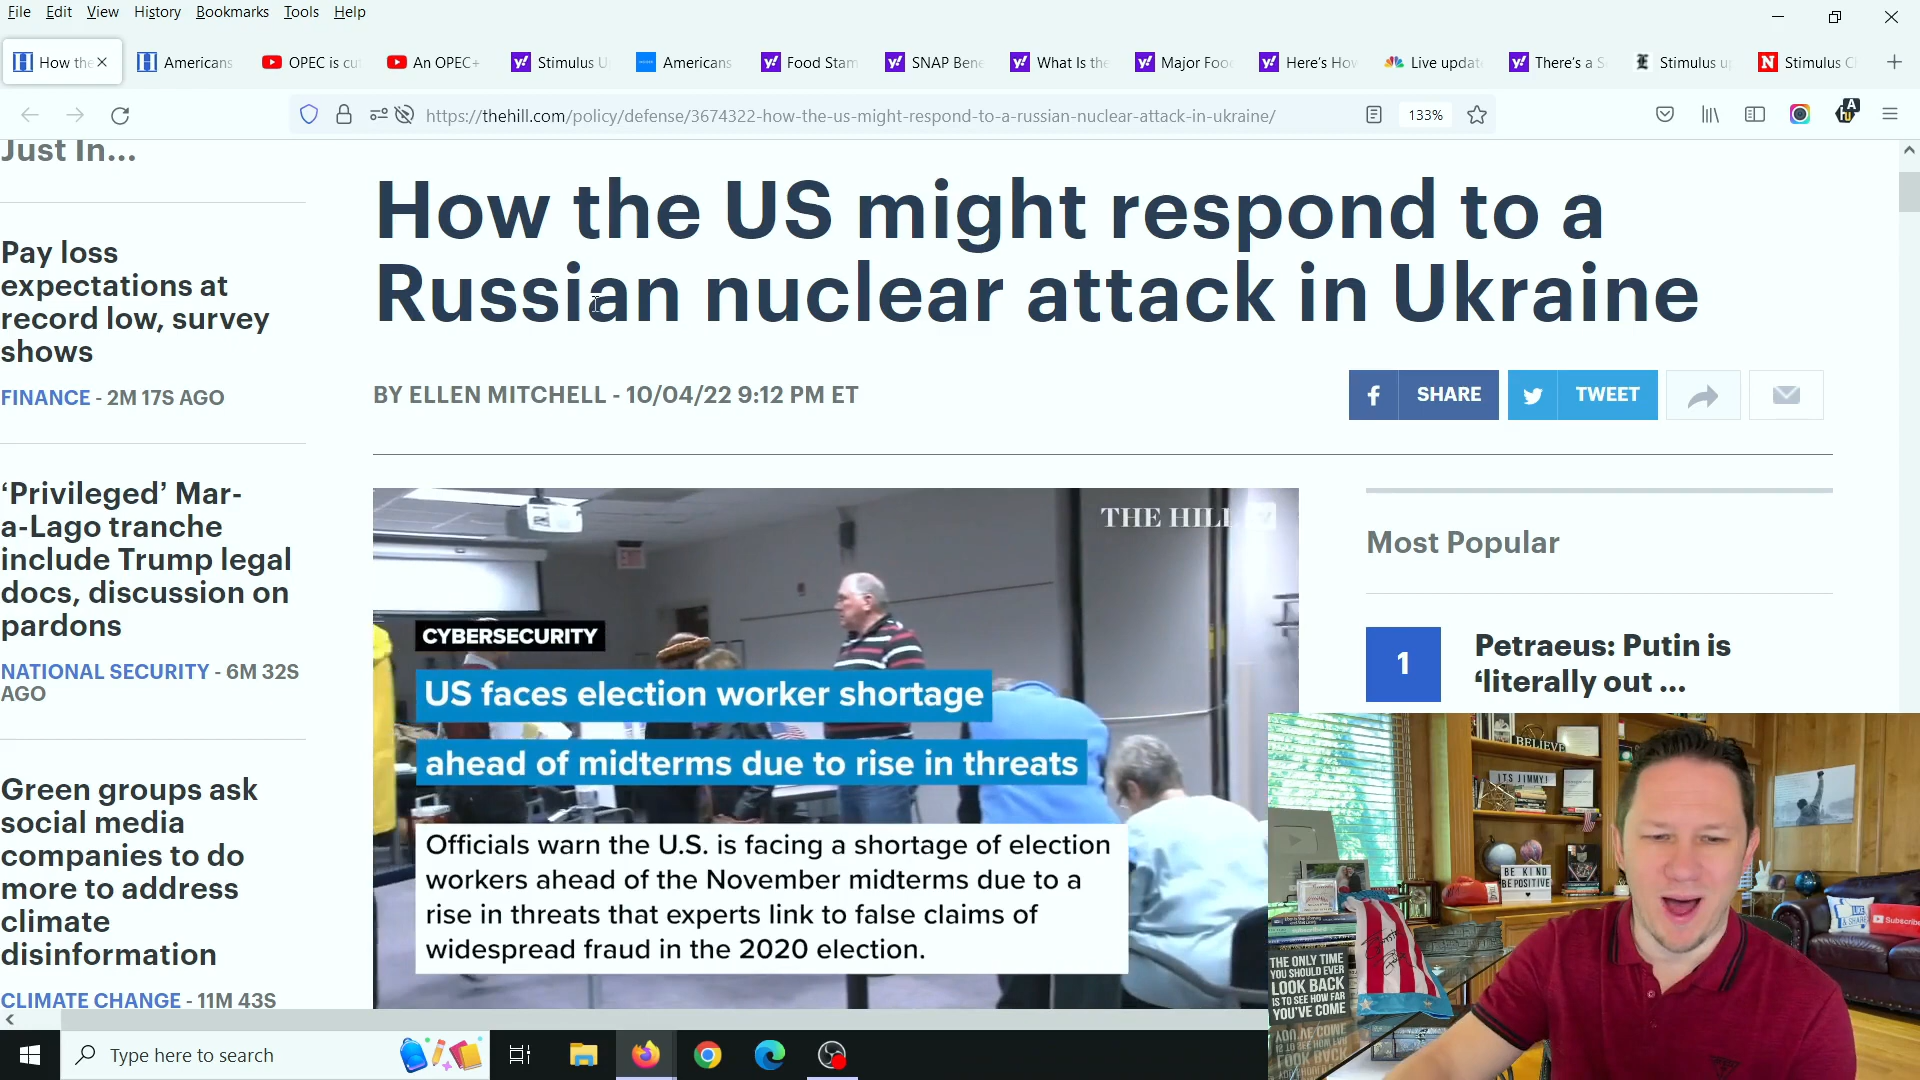 File Edit View History Bookmarks Tools Help
How the
Americans
OPEC is cut
An OPEC+
Stimulus U
Americans
Food Stam
SNAP Bene
What Is the
Major Foo
Here's How
Live updat
There's a S
Stimulus u
Stimulus C
https://thehill.com/policy/defense/3674322-how-the-us-might-respond-to-a-russian-nuclear-attack-in-ukraine/
133%
Just In...
Pay loss
expectations at
record low, survey
shows
FINANCE - 2M 17S AGO
‘Privileged’ Mar-
a-Lago tranche
include Trump legal
docs, discussion on
pardons
NATIONAL SECURITY - 6M 32S
AGO
Green groups ask
social media
companies to do
more to address
climate
disinformation
CLIMATE CHANGE - 11M 43S
How the US might respond to a
Russian nuclear attack in Ukraine
BY ELLEN MITCHELL - 10/04/22 9:12 PM ET
SHARE
TWEET
THE HILL
CYBERSECURITY
US faces election worker shortage
ahead of midterms due to rise in threats
Officials warn the U.S. is facing a shortage of election
workers ahead of the November midterms due to a
rise in threats that experts link to false claims of
widespread fraud in the 2020 election.
Most Popular
1
Petraeus: Putin is
‘literally out ...
BELIEVE
ITS JIMMY!
BE KIND
BE POSITIVE
THE ONLY TIME
YOU SHOULD EVER
LOOK BACK
IS TO SEE HOW FAR
YOU'VE COME
LIKE
& SHARE
Subscribe
Type here to search